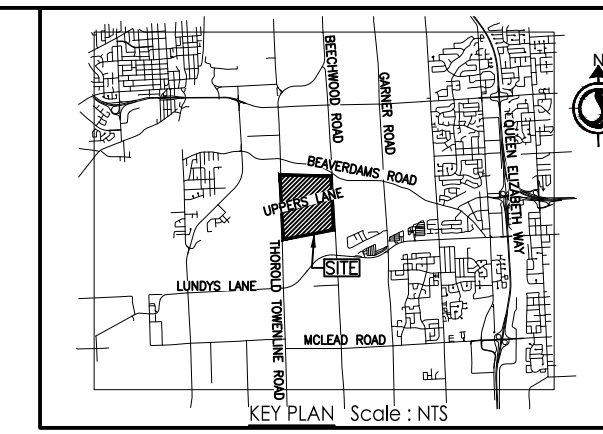 N
BEECHWOOD ROAD
GARNER ROAD
QUEEN ELIZABETH WAY
BEAVERDAMS ROAD
UPPERS LANE
SITE
THOROLD TOWENLINE ROAD
LUNDYS LANE
MCLEAD ROAD
KEY PLAN Scale : NTS